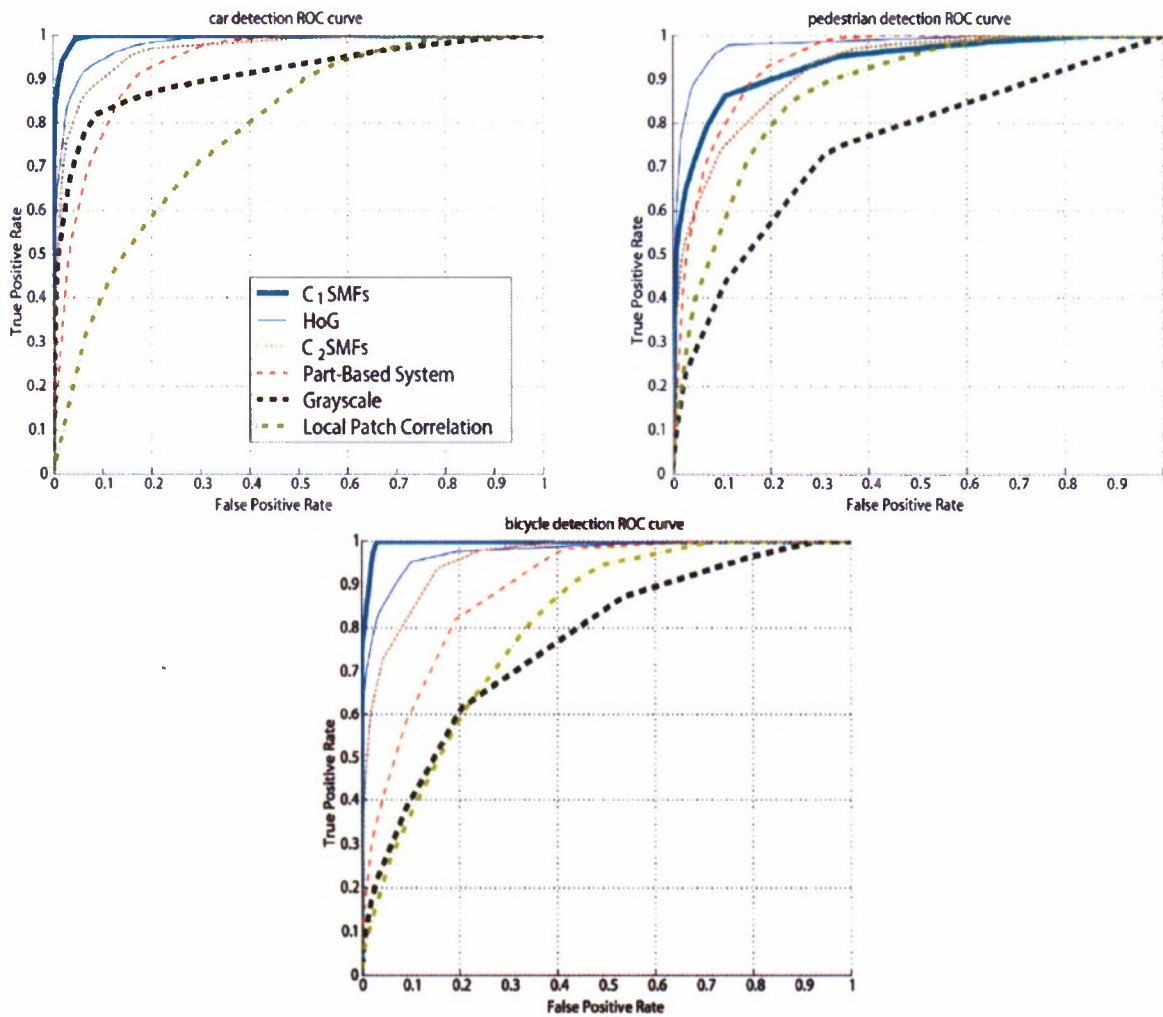 car detection ROC curve
1
0.9
0.8
0.7
0.6
0.5
0.4
0.3
0.2
0.1
0
True Positive Rate
C1SMFs
HoG
C2SMFs
Part-Based System
Grayscale
Local Patch Correlation
0 0.1 0.2 0.3 0.4 0.5 0.6 0.7 0.8 0.9 1
False Positive Rate
pedestrian detection ROC curve
1
0.9
0.8
0.7
0.6
0.5
0.4
0.3
0.2
0.1
0
True Positive Rate
0 0.1 0.2 0.3 0.4 0.5 0.6 0.7 0.8 0.9
False Positive Rate
bicycle detection ROC curve
1
0.9
0.8
0.7
0.6
0.5
0.4
0.3
0.2
0.1
0
True Positive Rate
0 0.1 0.2 0.3 0.4 0.5 0.6 0.7 0.8 0.9 1
False Positive Rate